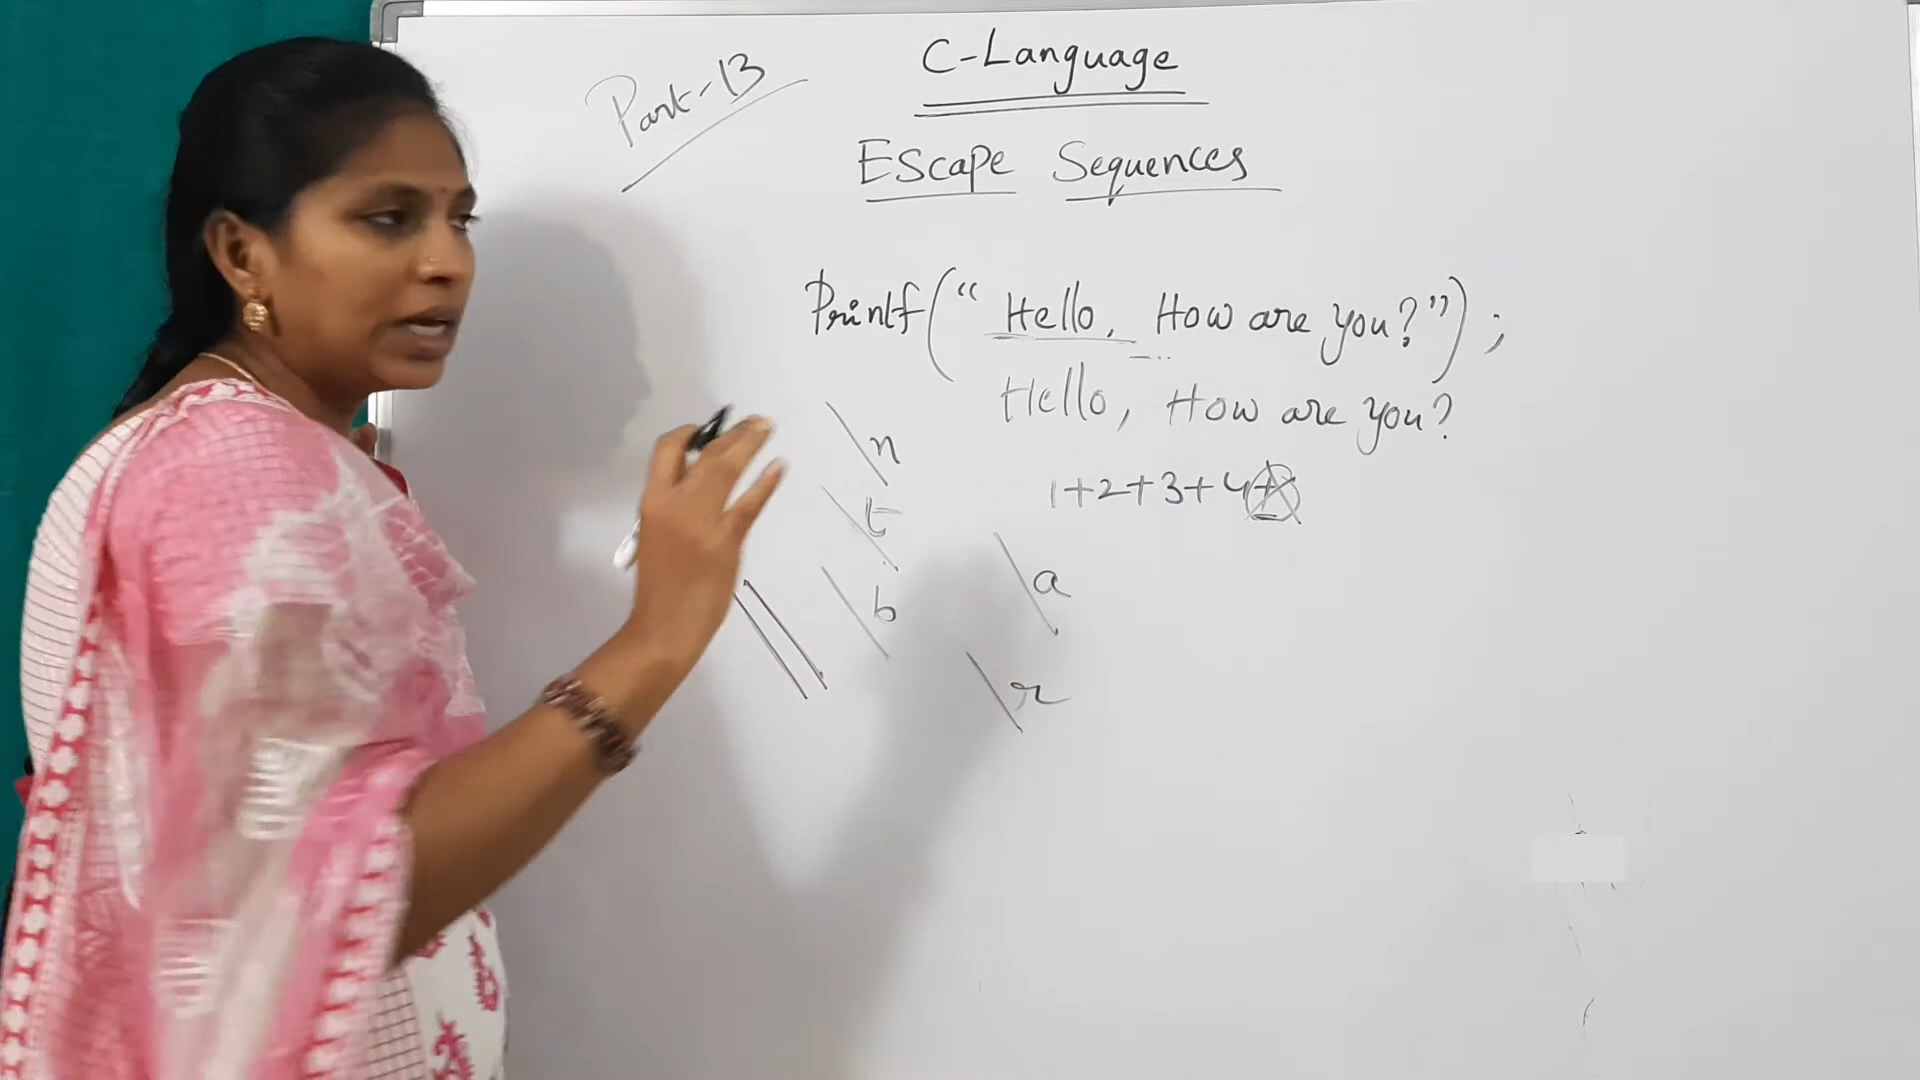 Part-13
C-Language
Escape Sequences
Printf(“ Hello, How are you?”) ;
Hello, How are you?
\n
1+2+3+4+
\t
\b
\a
\\
\r